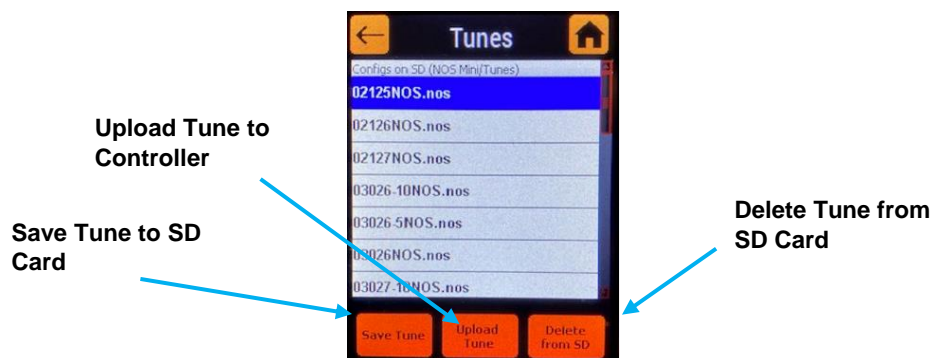 Tunes
Configs on SD (NOS Mini/Tunes)
02125NOS.nos
02126NOS.nos
02127NOS.nos
03026-10NOS.nos
03026-5NOS.nos
03026NOS.nos
03027-10NOS.nos
Save Tune
Upload
Tune
Delete
from SD
Upload Tune to
Controller
Save Tune to SD
Card
Delete Tune from
SD Card